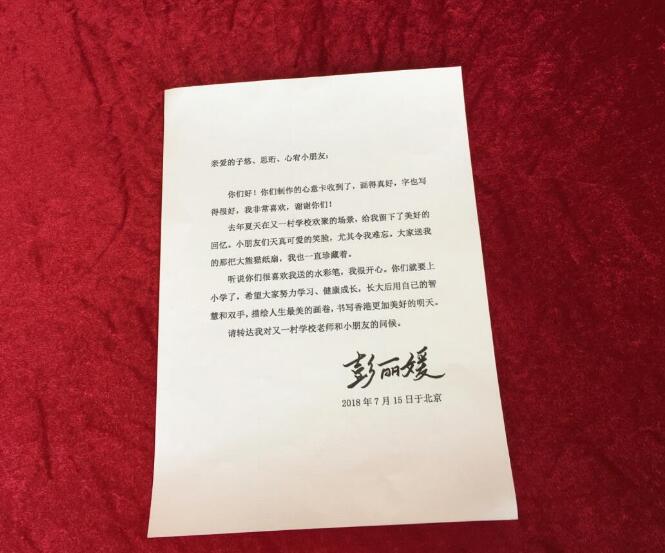 亲爱的子悠、思珩、心宥小朋友：
你们好！你们制作的心意卡收到了，画得真好，字也写
得很好，我非常喜欢，谢谢你们！
去年夏天在又一村学校欢聚的场景，给我留下了美好的
回忆。小朋友们天真可爱的笑脸，尤其令我难忘。大家送我
的那把大熊猫纸扇，我也一直珍藏着。
听说你们很喜欢我送的水彩笔，我很开心。你们就要上
小学了，希望大家努力学习、健康成长，长大后用自己的智
慧和双手，描绘人生最美的画卷，书写香港更加美好的明天。
请转达我对又一村学校老师和小朋友的问候。
彭丽媛
2018 年 7 月 15 日于北京